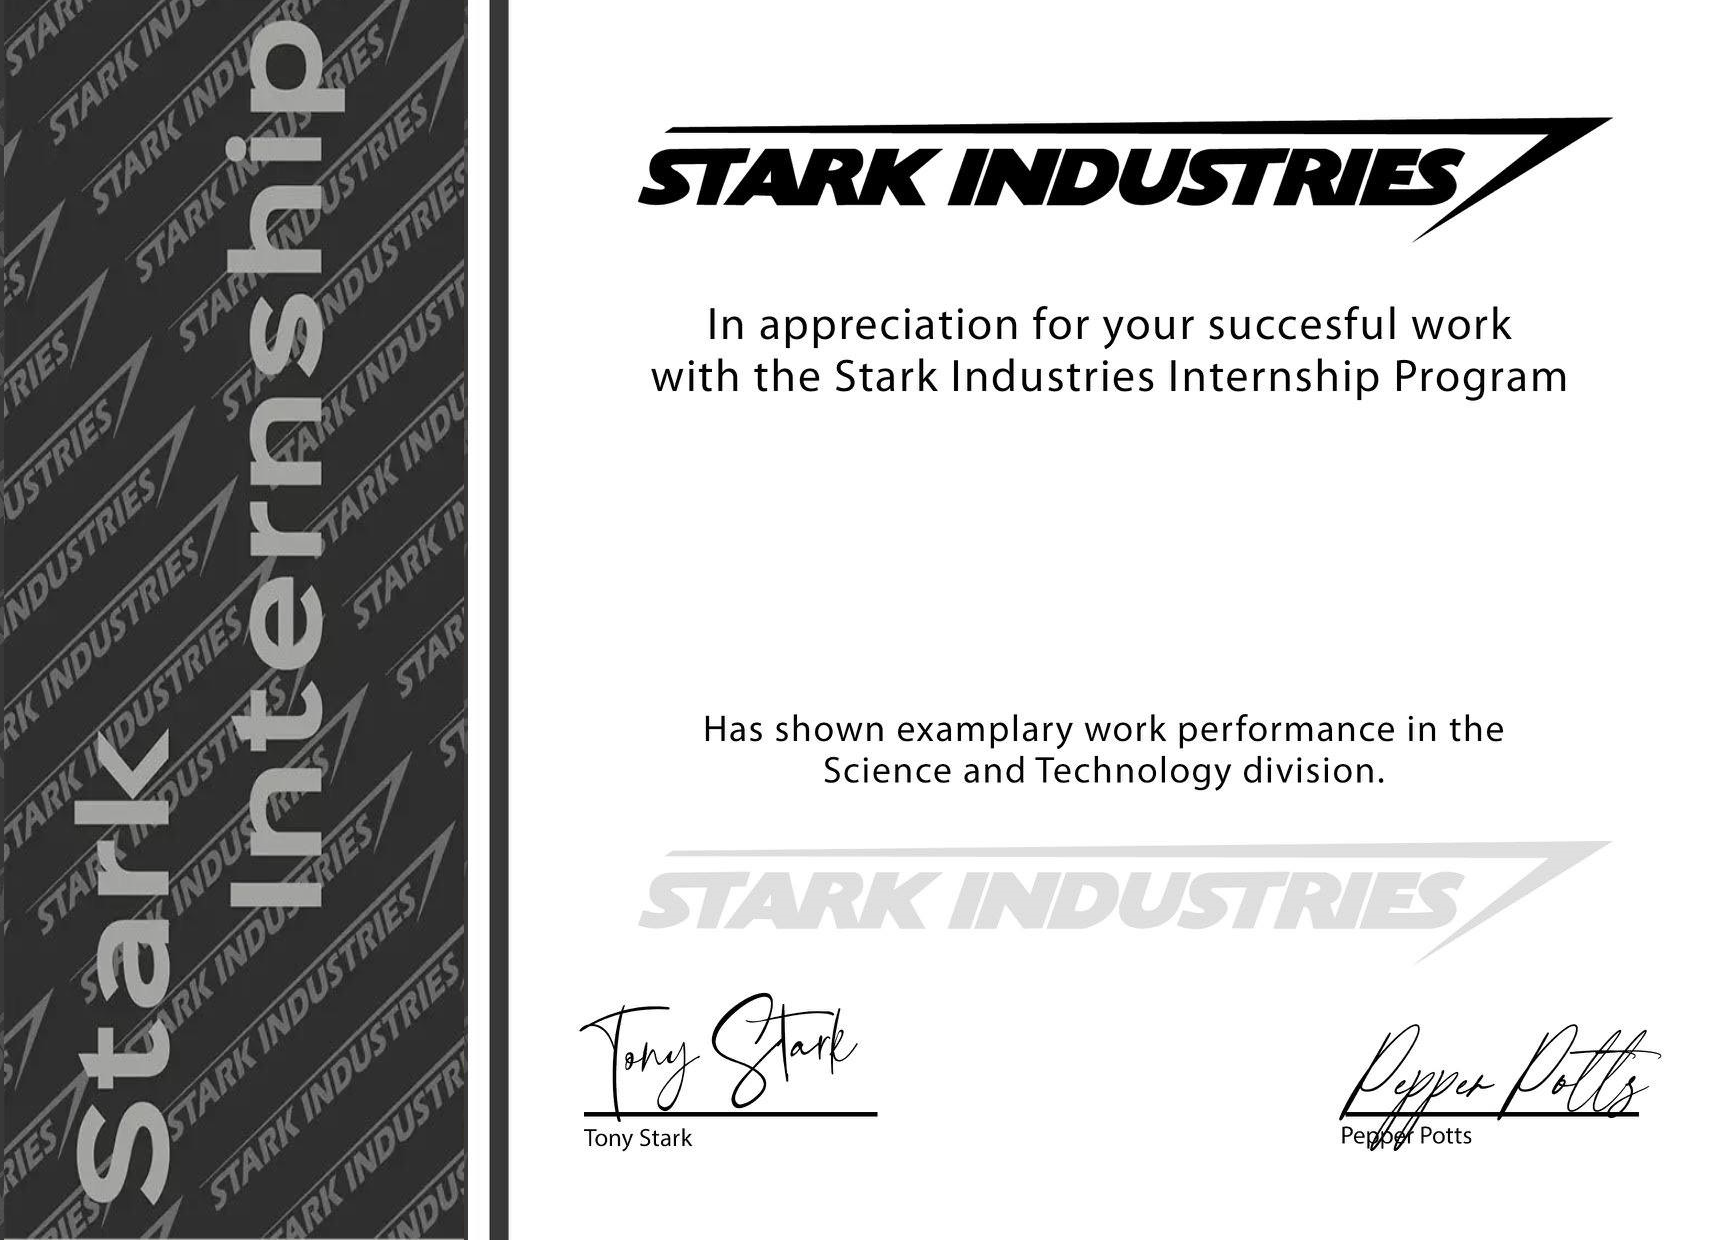 Stark
Internship
STARK INDUSTRIES
In appreciation for your succesful work
with the Stark Industries Internship Program
Has shown examplary work performance in the
Science and Technology division.
STARK INDUSTRIES
Tony Stark
Tony Stark
Pepper Potts
Pepper Potts